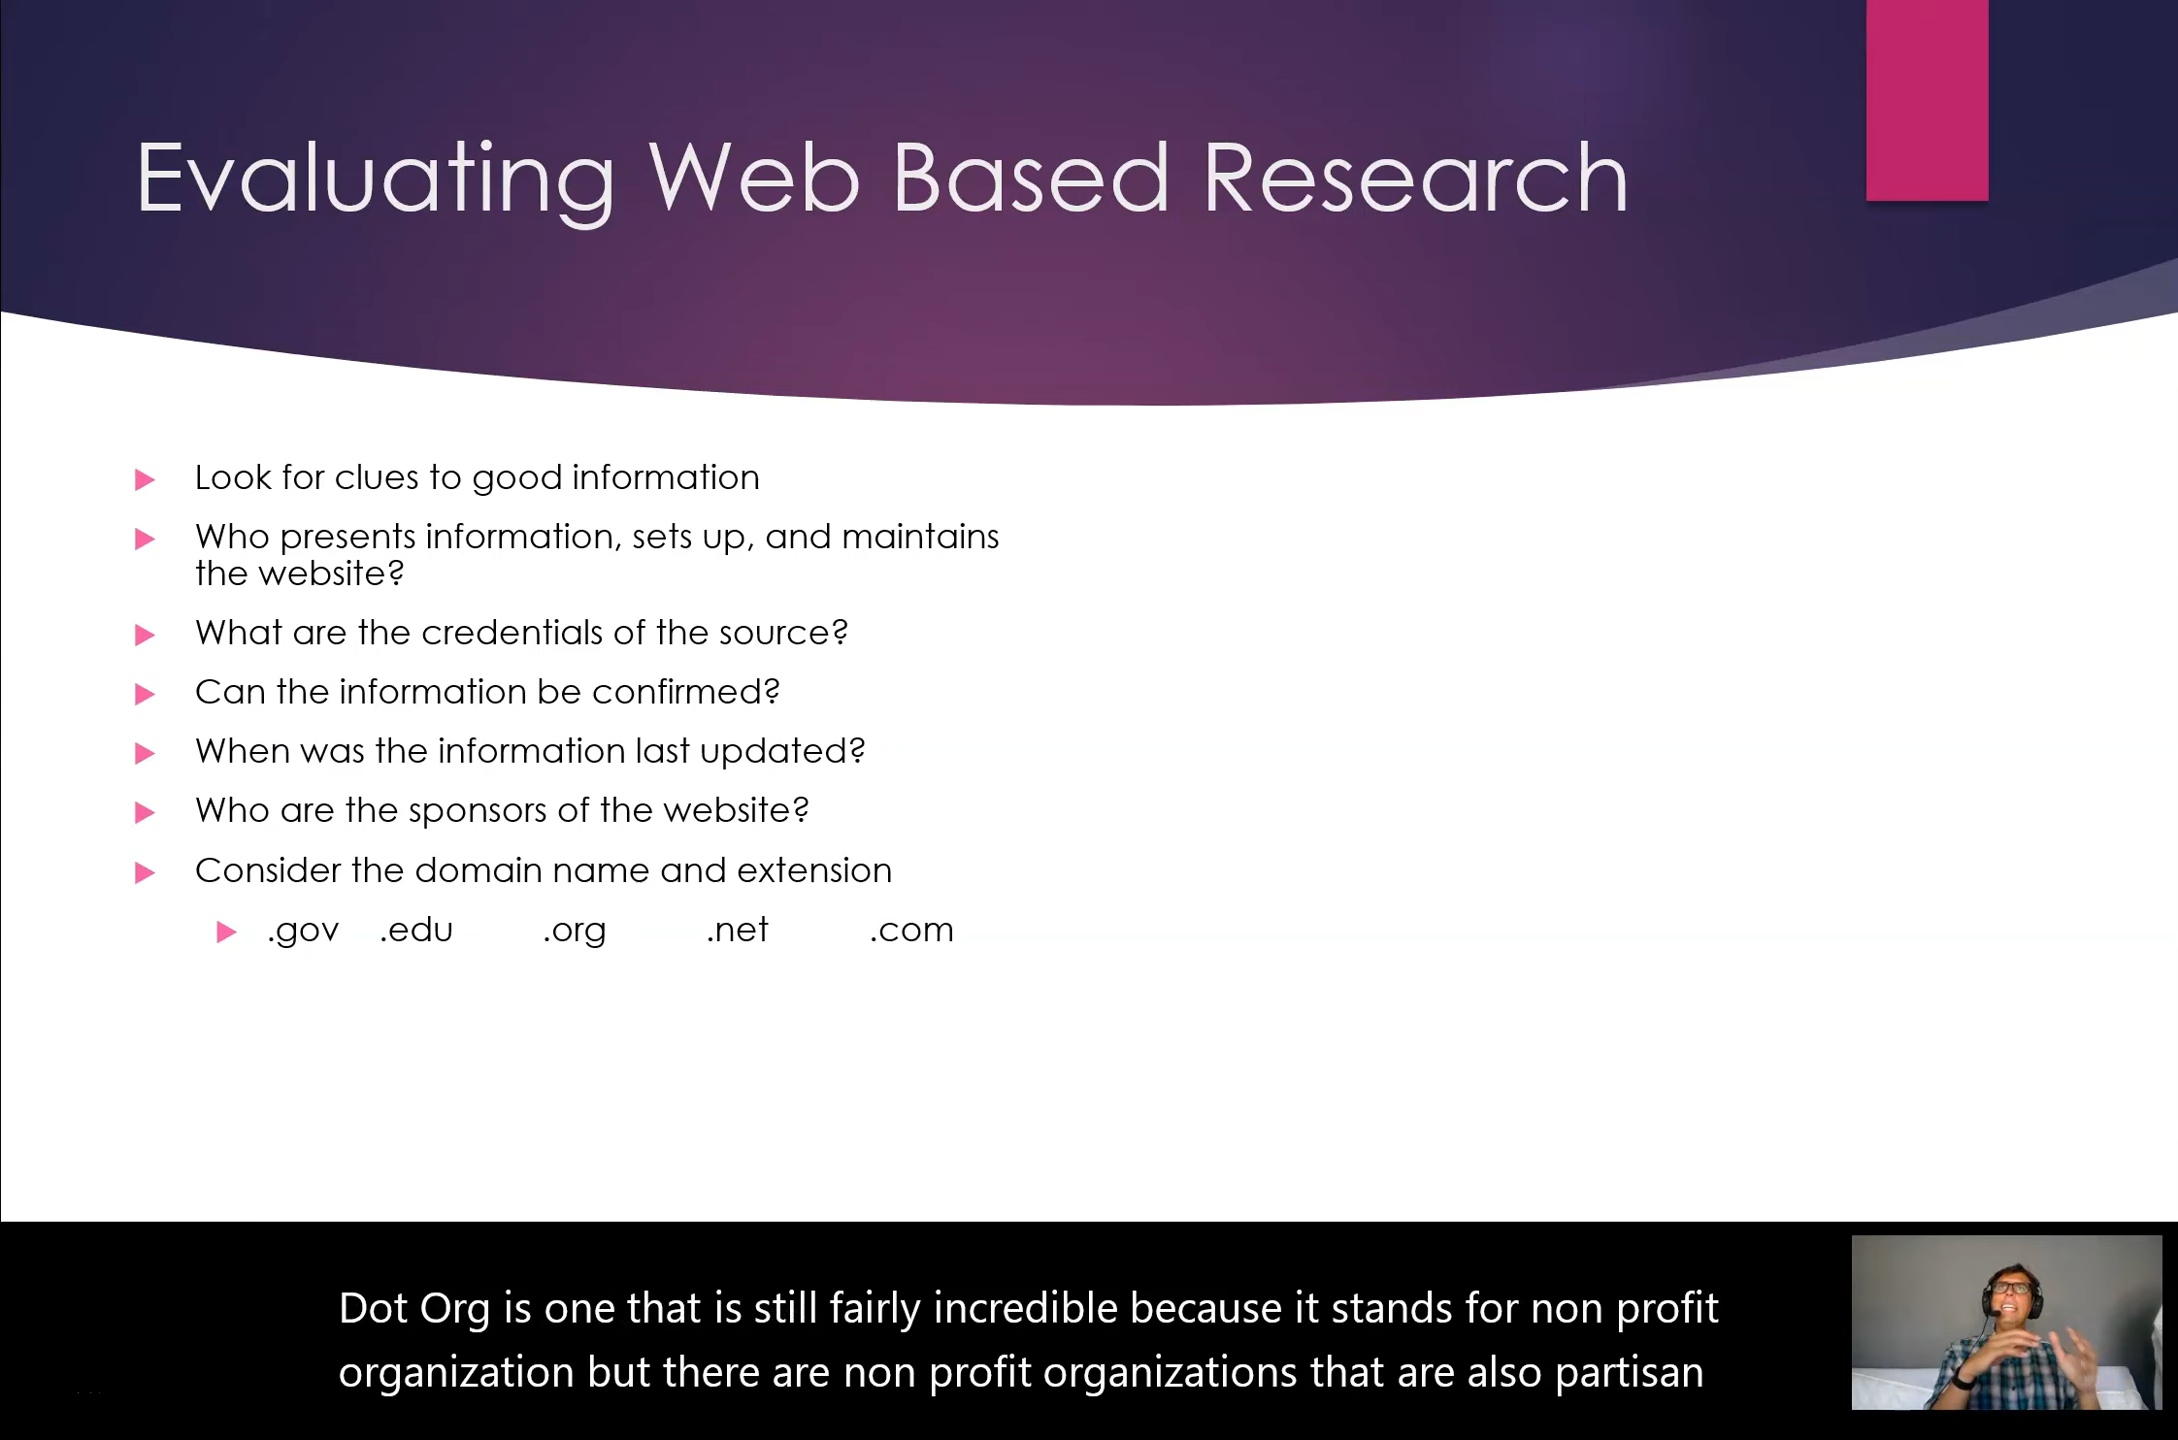 Evaluating Web Based Research
Look for clues to good information
Who presents information, sets up, and maintains
the website?
What are the credentials of the source?
Can the information be confirmed?
When was the information last updated?
Who are the sponsors of the website?
Consider the domain name and extension
.gov .edu .org .net .com
Dot Org is one that is still fairly incredible because it stands for non profit
organization but there are non profit organizations that are also partisan